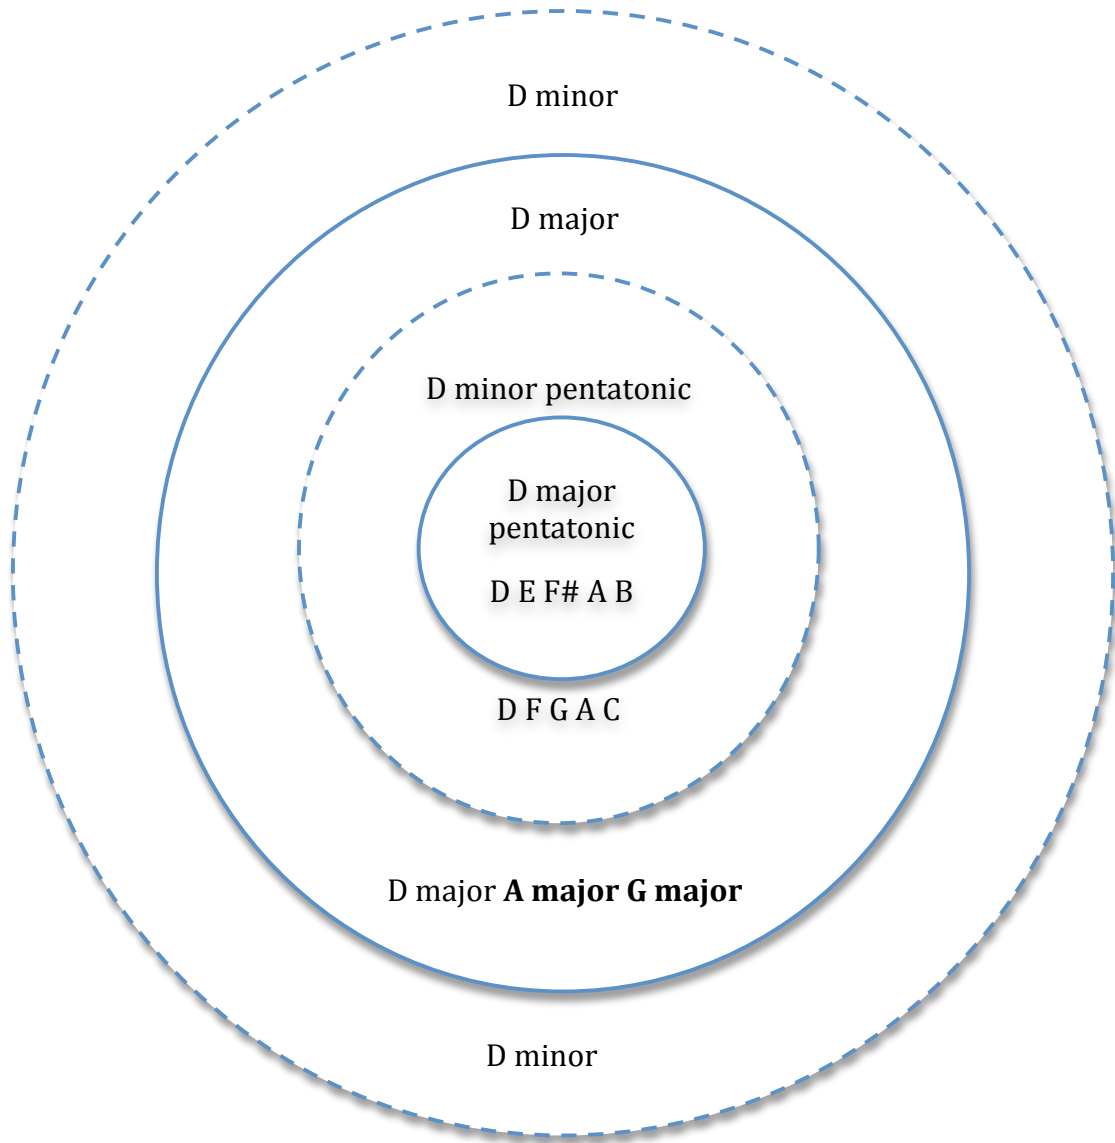 D minor
D major
D minor pentatonic
D major
pentatonic
D E F# A B
D F G A C
D major A major G major
D minor